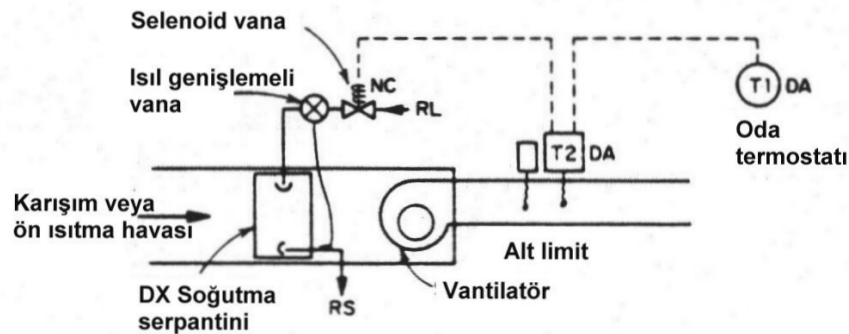 Selenoid vana
Isıl genişlemeli
vana
NC
RL
T1 DA
Oda
termostatı
T2 DA
Karışım veya
ön ısıtma havası
Alt limit
DX Soğutma
serpantini
RS
Vantilatör